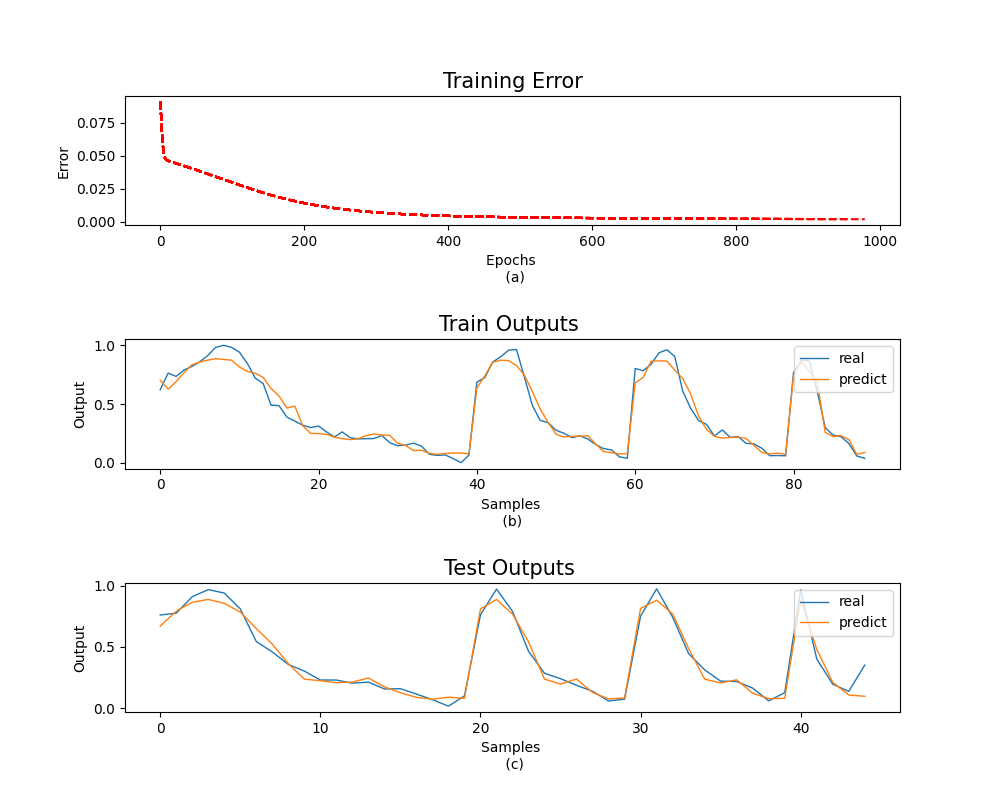 Training Error
0.075
0.050
0.025
0.000
Error
0 200 400 600 800 1000
Epochs
(a)
Train Outputs
1.0
0.5
0.0
Output
real
predict
0 20 40 60 80
Samples
(b)
Test Outputs
1.0
0.5
0.0
Output
real
predict
0 10 20 30 40
Samples
(c)